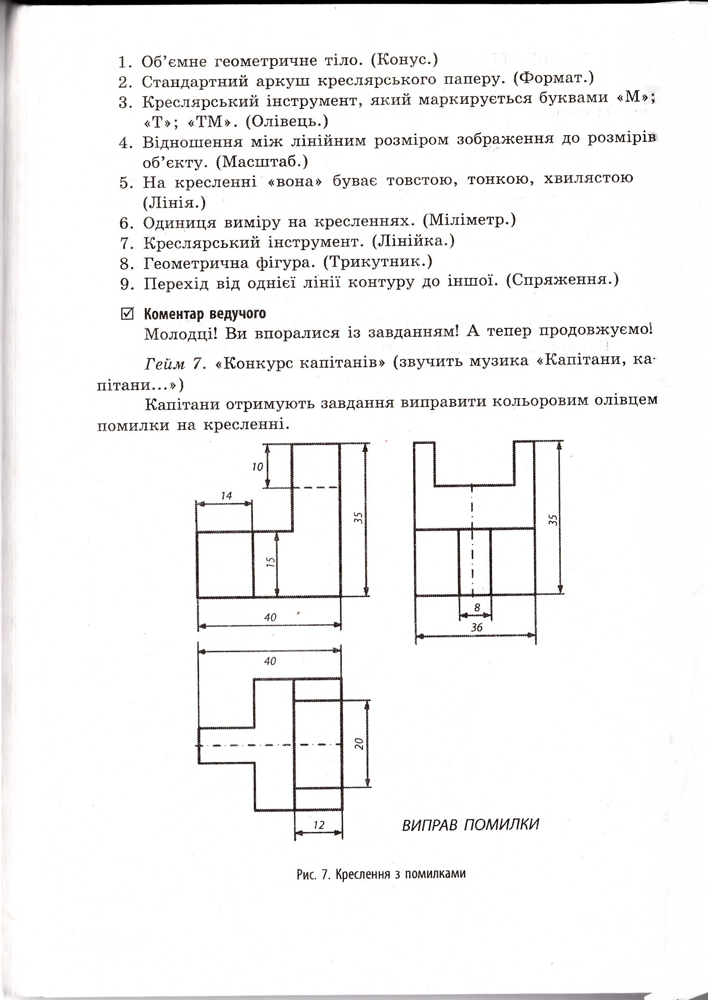 1. Об’ємне геометричне тіло. (Конус.)
2. Стандартний аркуш креслярського паперу. (Формат.)
3. Креслярський інструмент, який маркирується буквами «М»;
«Т»; «ТМ». (Олівець.)
4. Відношення між лінійним розміром зображення до розмірів
об’єкту. (Масштаб.)
5. На кресленні «вона» буває товстою, тонкою, хвилястою
(Лінія.)
6. Одиниця виміру на кресленнях. (Міліметр.)
7. Креслярський інструмент. (Лінійка.)
8. Геометрична фігура. (Трикутник.)
9. Перехід від однієї лінії контуру до іншої. (Спряження.)
Коментар ведучого
Молодці! Ви впоралися із завданням! А тепер продовжуємо!
Гейм 7. «Конкурс капітанів» (звучить музика «Капітани, ка-
пітани...»)
Капітани отримують завдання виправити кольоровим олівцем
помилки на кресленні.
10
14
35
15
40
35
8
36
40
20
12
ВИПРАВ ПОМИЛКИ
Рис. 7. Креслення з помилками